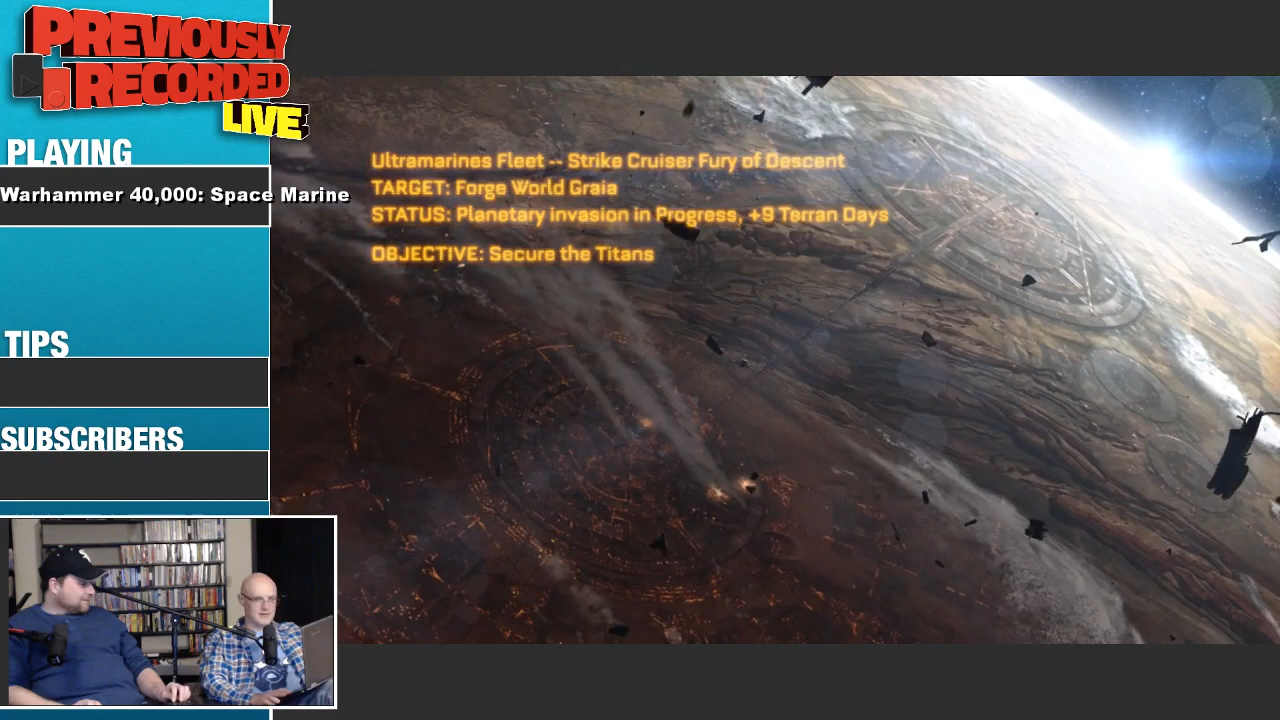 PREVIOUSLY
RECORDED
LIVE
PLAYING
Warhammer 40,000: Space Marine
TIPS
SUBSCRIBERS
Ultramarines Fleet -- Strike Cruiser Fury of Descent
TARGET: Forge World Graia
STATUS: Planetary invasion in Progress, +9 Terran Days
OBJECTIVE: Secure the Titans